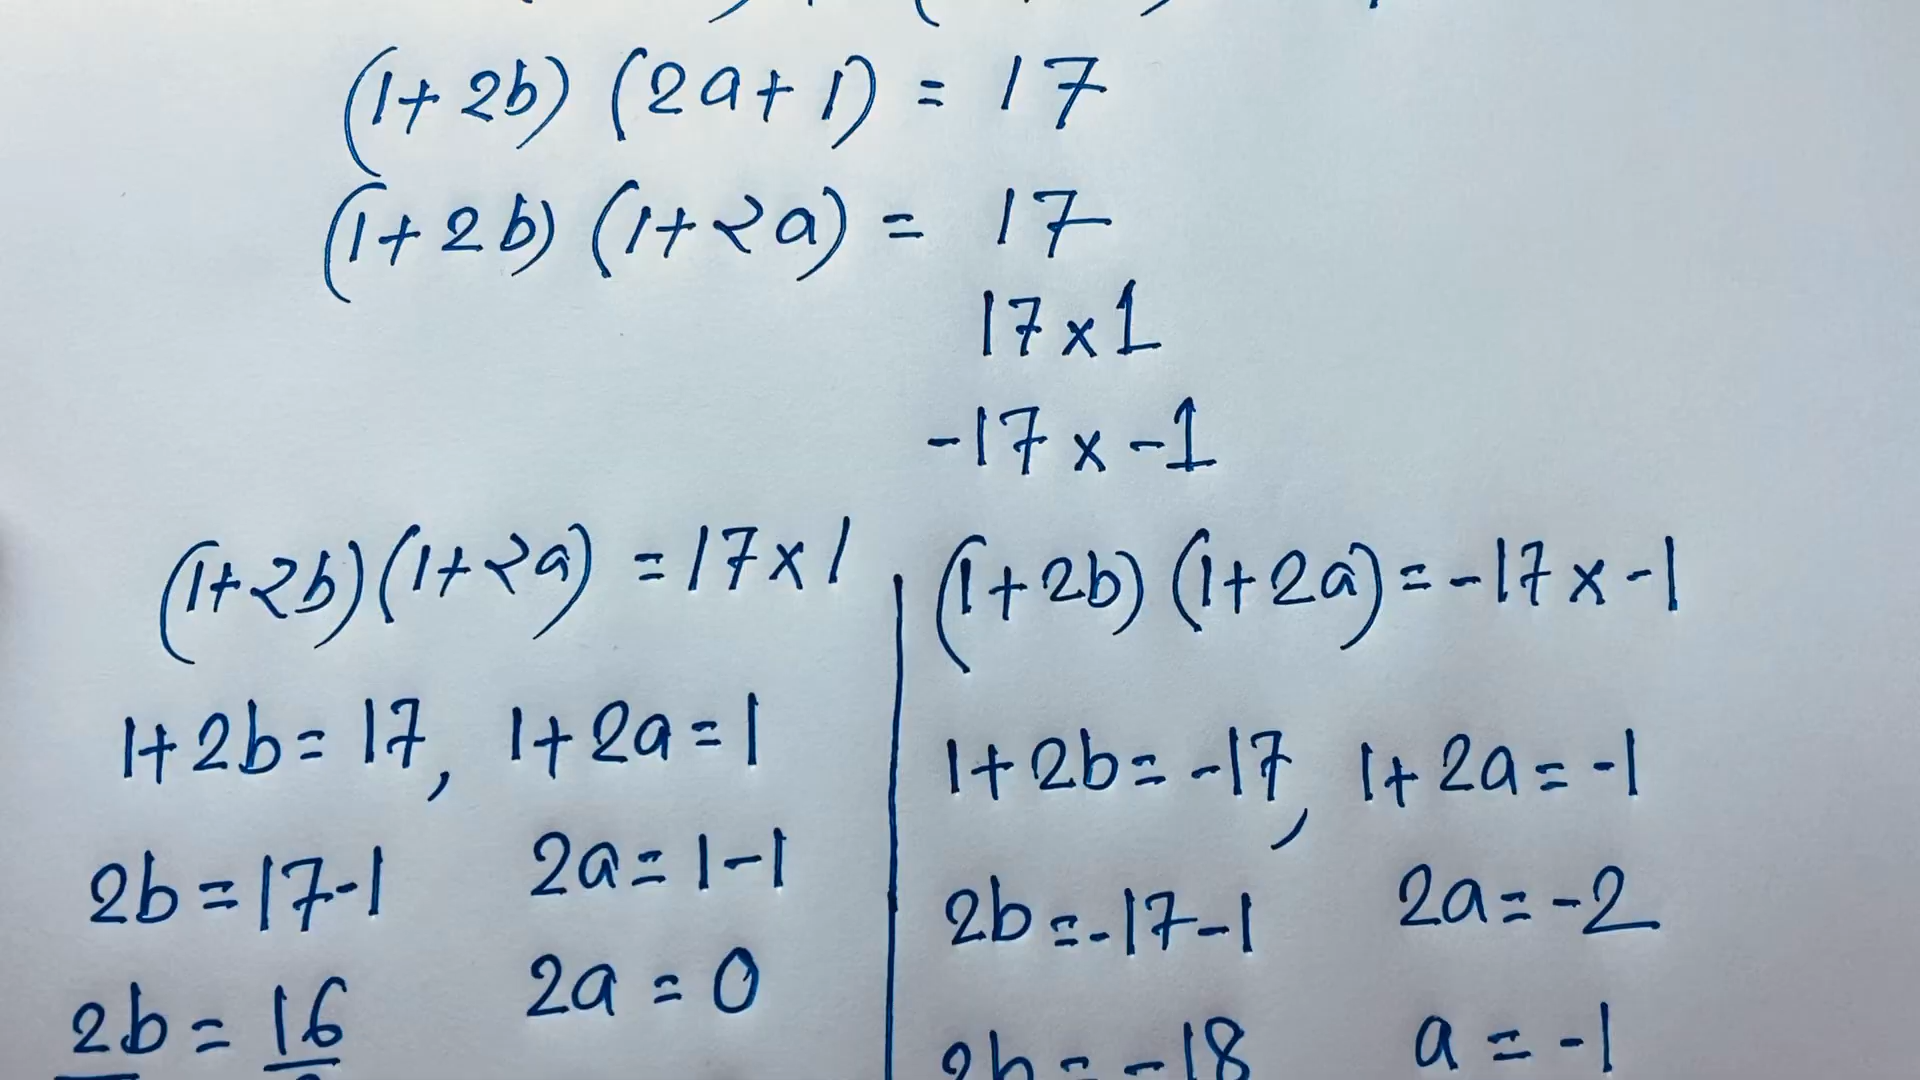 (1+2b) (2a+1) = 17
(1+2b) (1+2a) = 17
17×1
-17×-1
(1+2b)(1+2a) = 17×1
1+2b=17, 1+2a=1
2b=17-1 2a=1-1
2b=16 2a=0
(1+2b)(1+2a)=-17×-1
1+2b=-17, 1+2a=-1
2b=-17-1 2a=-2
2b=-18 a=-1